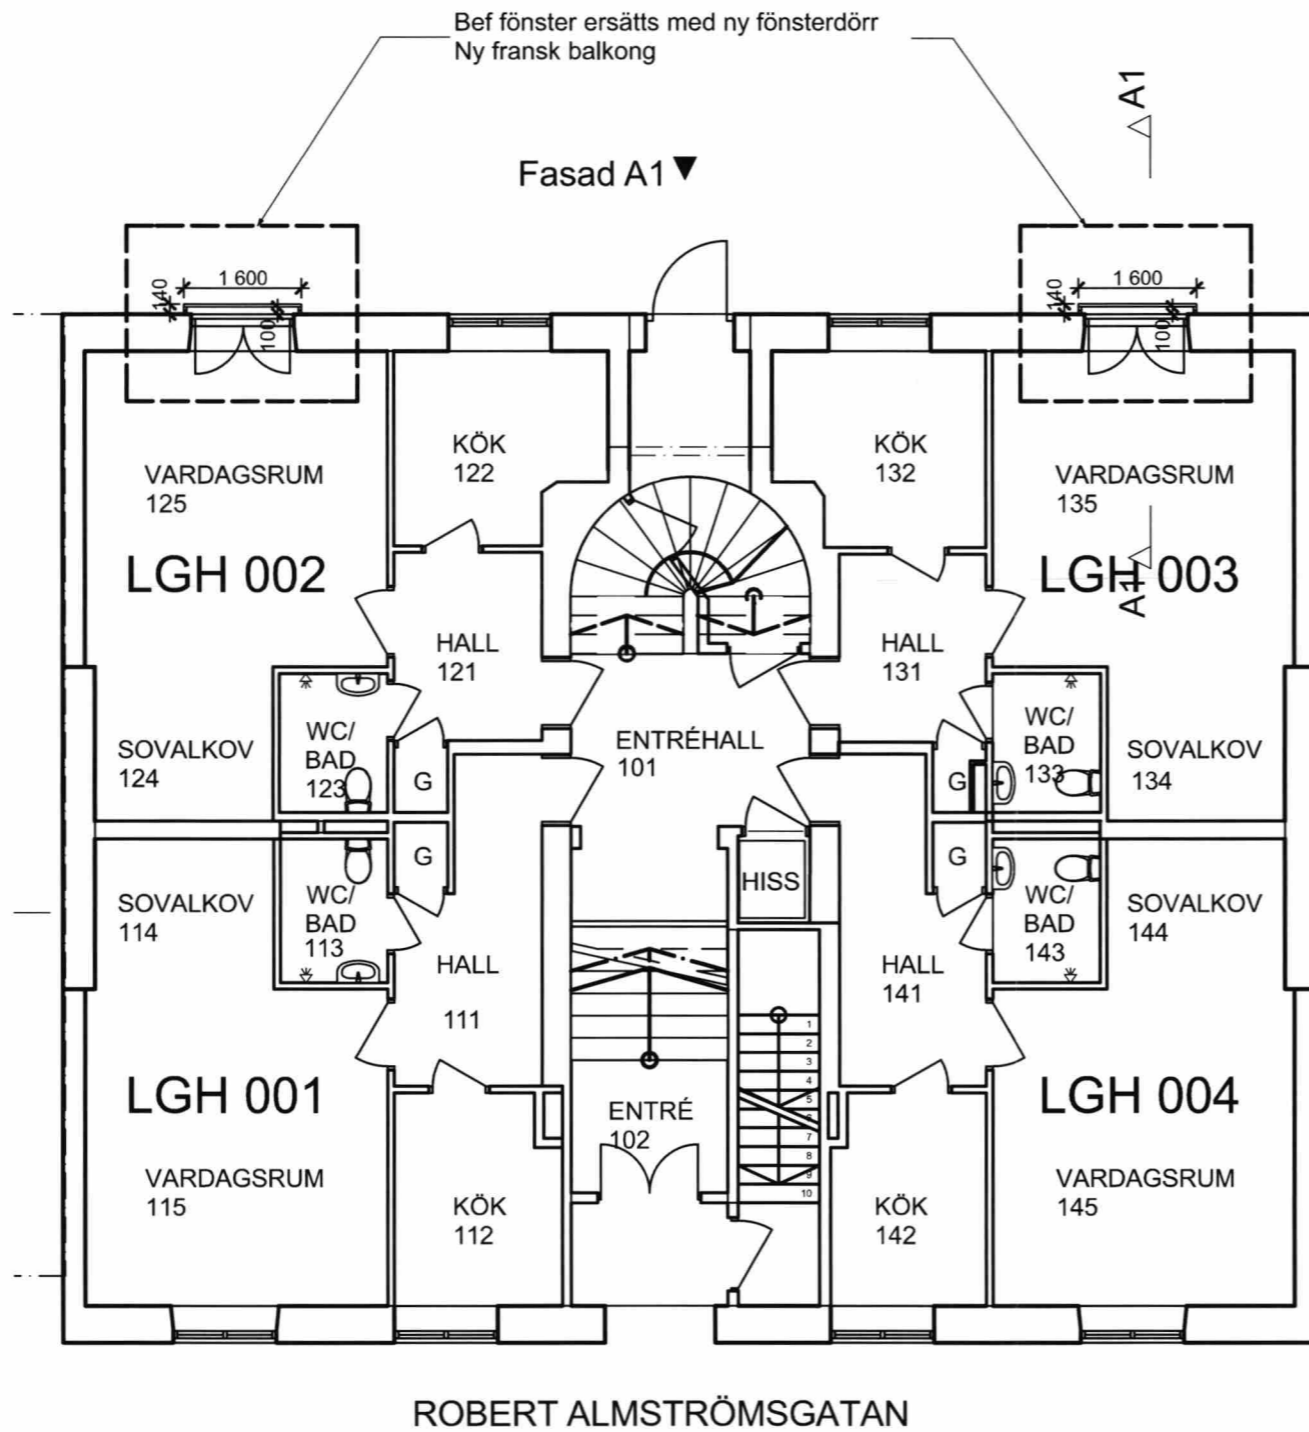 Bef fönster ersätts med ny fönsterdörr
Ny fransk balkong
A1
Fasad A1
1 600
140
100
1 600
140
100
KÖK
122
KÖK
132
VARDAGSRUM
125
VARDAGSRUM
135
LGH 002
LGH 003
A1
HALL
121
HALL
131
WC/
BAD
123
ENTRÉHALL
101
WC/
BAD
133
SOVALKOV
124
SOVALKOV
134
G
G
G
G
HISS
SOVALKOV
114
WC/
BAD
113
WC/
BAD
143
SOVALKOV
144
HALL
111
HALL
141
1
2
3
4
5
6
7
8
9
10
LGH 001
LGH 004
ENTRÉ
102
VARDAGSRUM
115
VARDAGSRUM
145
KÖK
112
KÖK
142
ROBERT ALMSTRÖMSGATAN